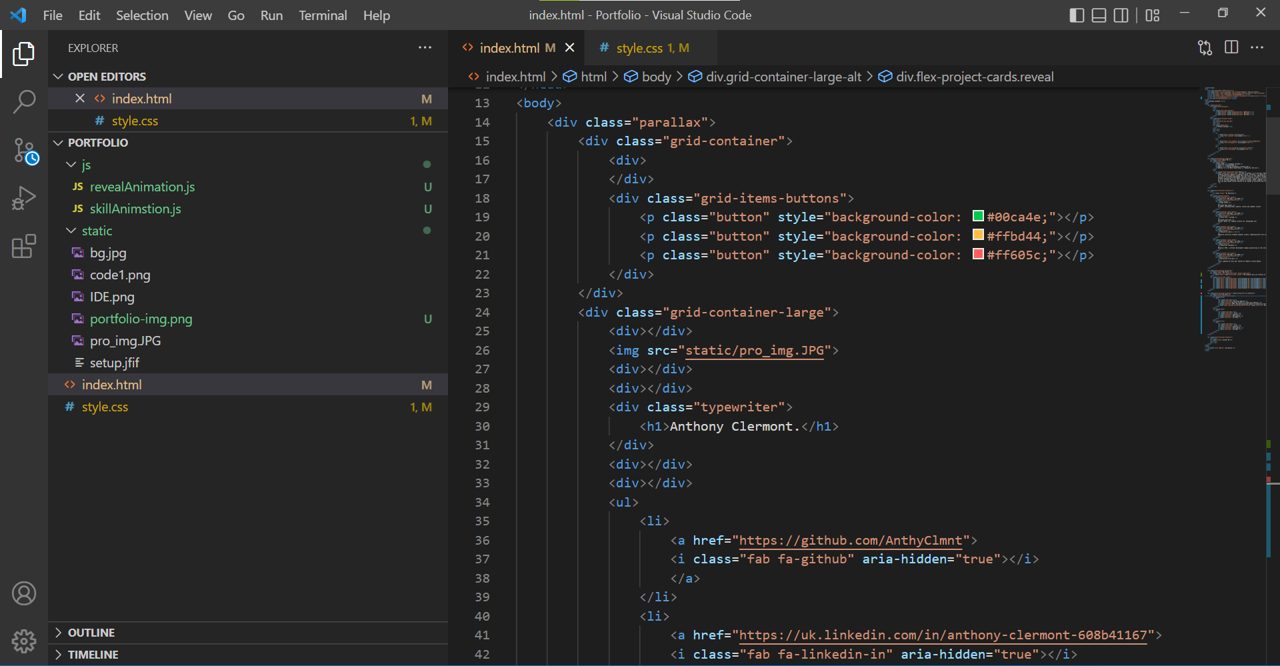 File Edit Selection View Go Run Terminal Help
index.html - Portfolio - Visual Studio Code
EXPLORER
OPEN EDITORS
index.html M
style.css 1, M
PORTFOLIO
js
JS revealAnimation.js U
JS skillAnimstion.js U
static
bg.jpg
code1.png
IDE.png
portfolio-img.png U
pro_img.JPG
setup.jfif
<> index.html M
# style.css 1, M
OUTLINE
TIMELINE
<> index.html M
# style.css 1, M
<> index.html > html > body > div.grid-container-large-alt > div.flex-project-cards.reveal
13 <body>
14 <div class="parallax">
15 <div class="grid-container">
16 <div>
17 </div>
18 <div class="grid-items-buttons">
19 <p class="button" style="background-color: #00ca4e;"></p>
20 <p class="button" style="background-color: #ffbd44;"></p>
21 <p class="button" style="background-color: #ff605c;"></p>
22 </div>
23 </div>
24 <div class="grid-container-large">
25 <div></div>
26 <img src="static/pro_img.JPG">
27 <div></div>
28 <div></div>
29 <div class="typewriter">
30 <h1>Anthony Clermont.</h1>
31 </div>
32 <div></div>
33 <div></div>
34 <ul>
35 <li>
36 <a href="https://github.com/AnthyClmnt">
37 <i class="fab fa-github" aria-hidden="true"></i>
38 </a>
39 </li>
40 <li>
41 <a href="https://uk.linkedin.com/in/anthony-clermont-608b41167">
42 <i class="fab fa-linkedin-in" aria-hidden="true"></i>